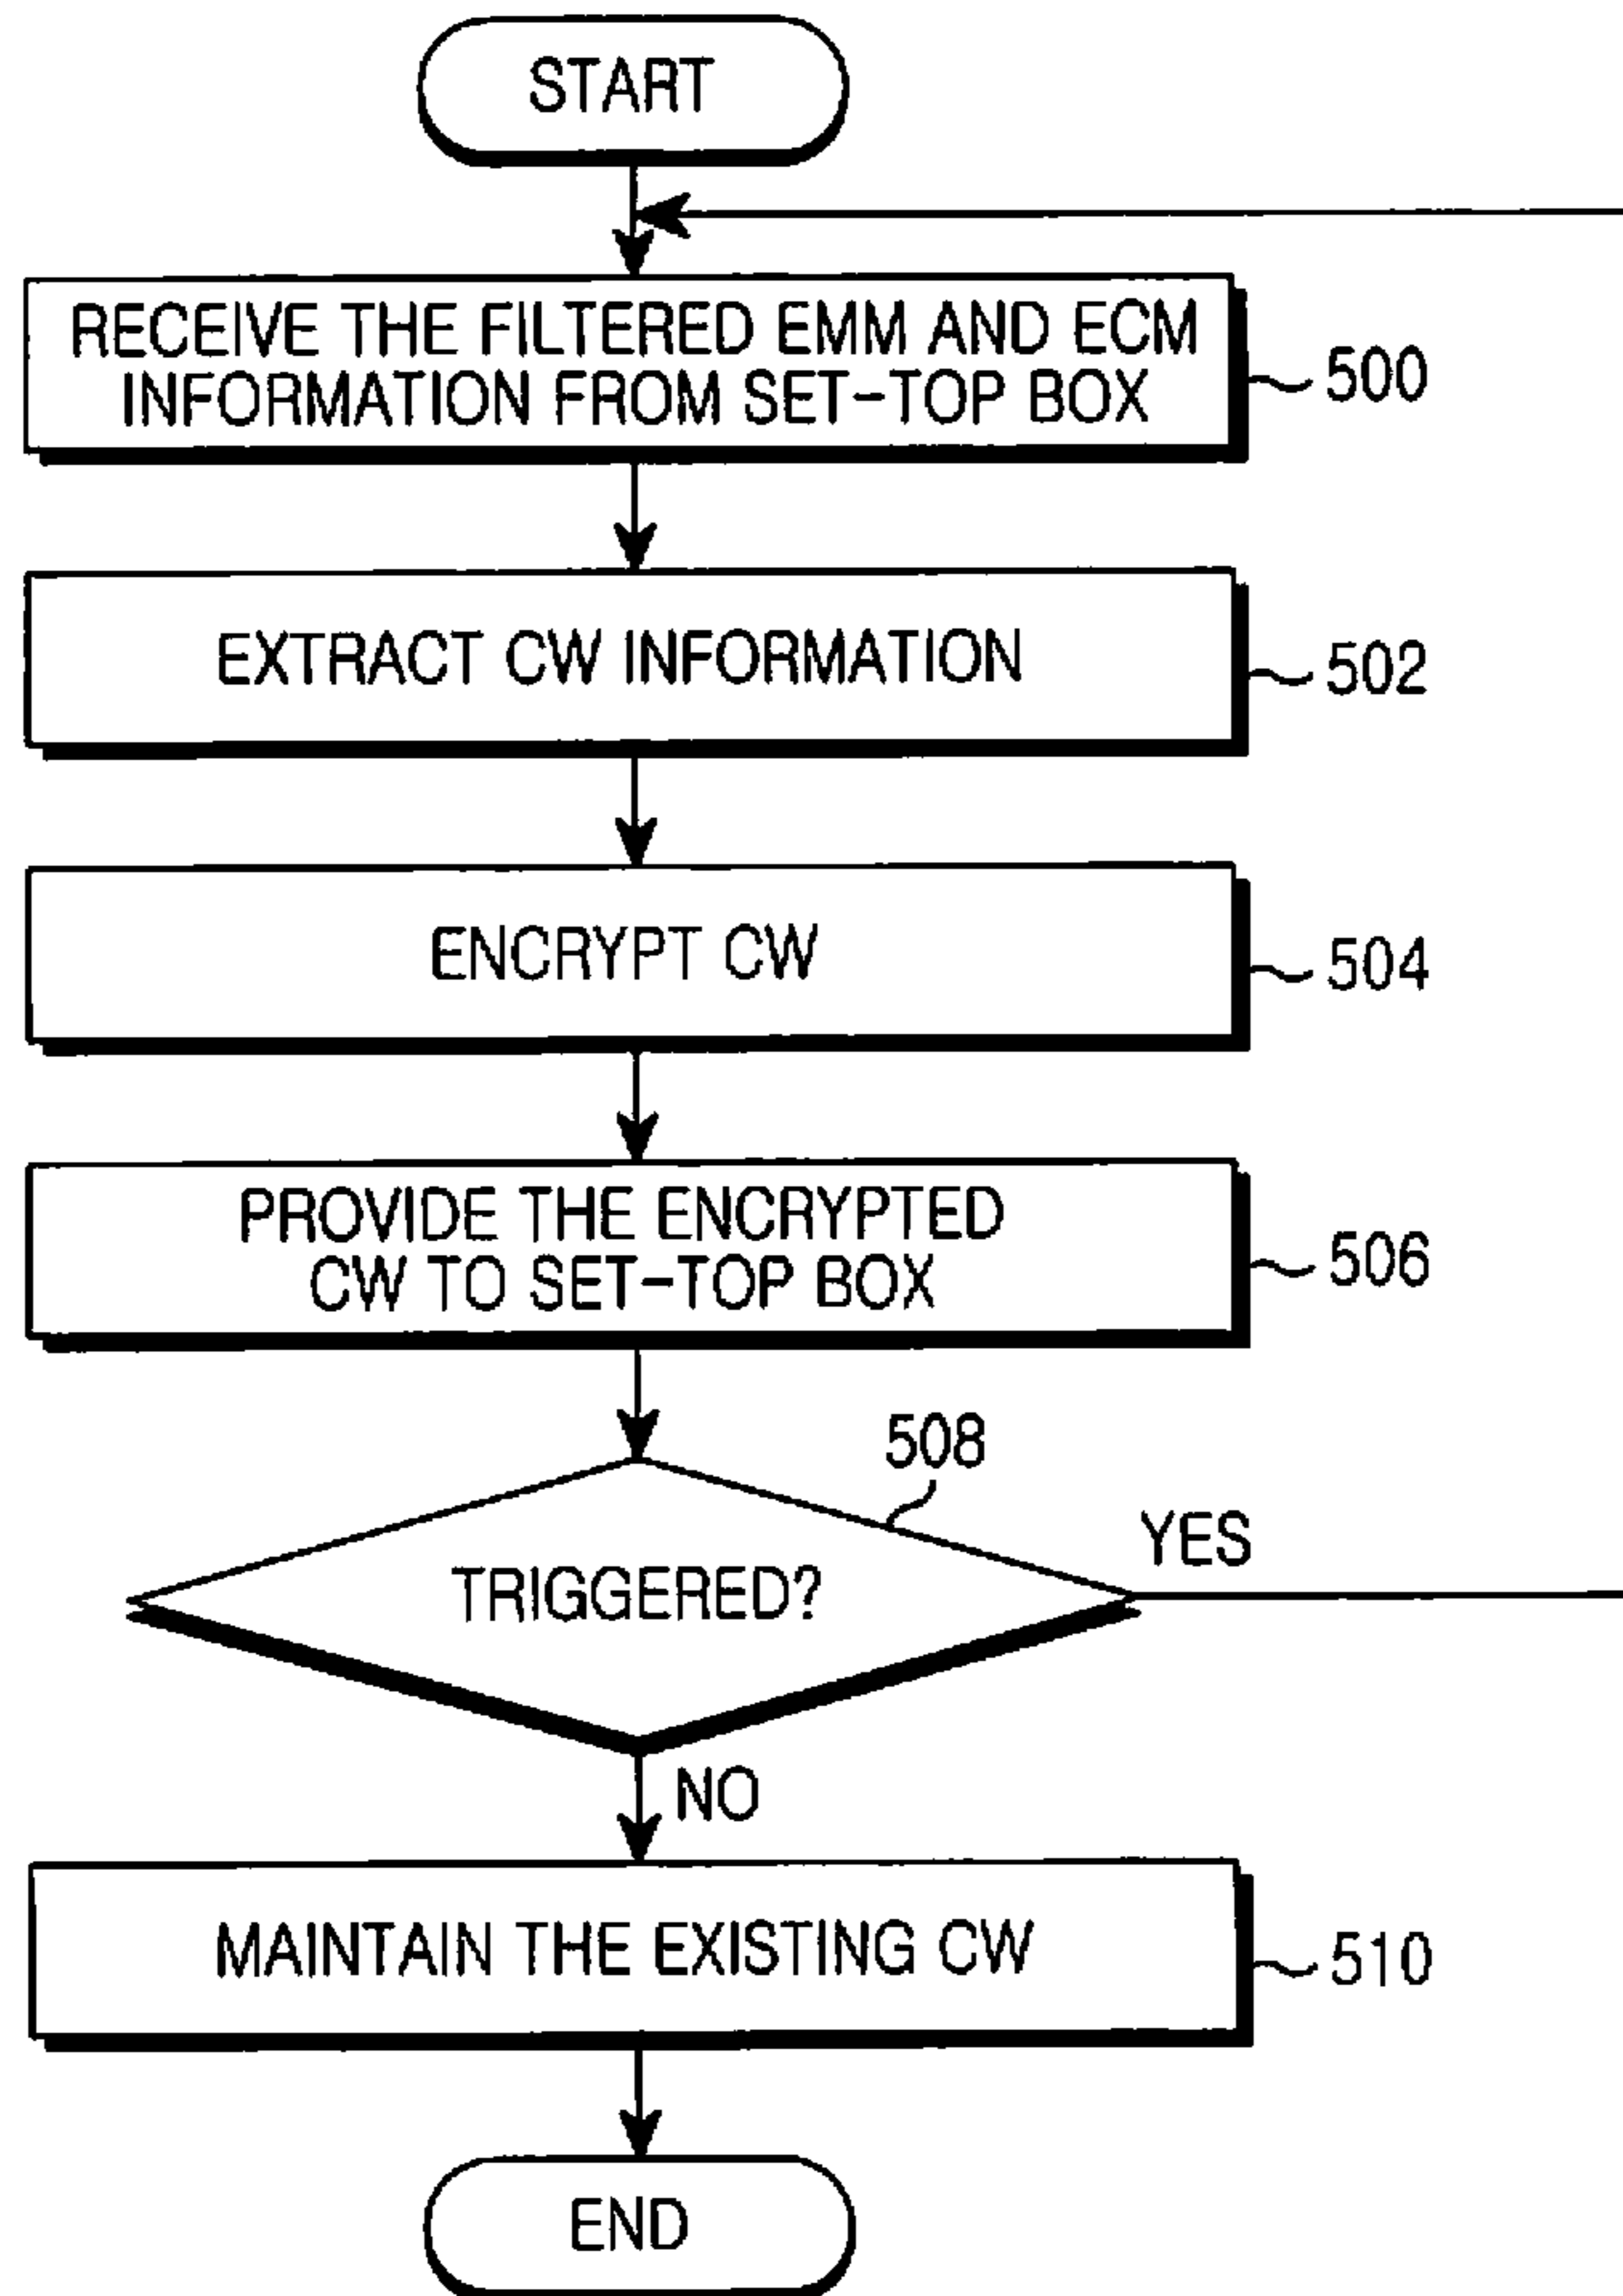 START
RECEIVE THE FILTERED EMM AND ECM
INFORMATION FROM SET-TOP BOX
500
EXTRACT CW INFORMATION
502
ENCRYPT CW
504
PROVIDE THE ENCRYPTED
CW TO SET-TOP BOX
506
508
YES
TRIGGERED?
NO
MAINTAIN THE EXISTING CW
510
END